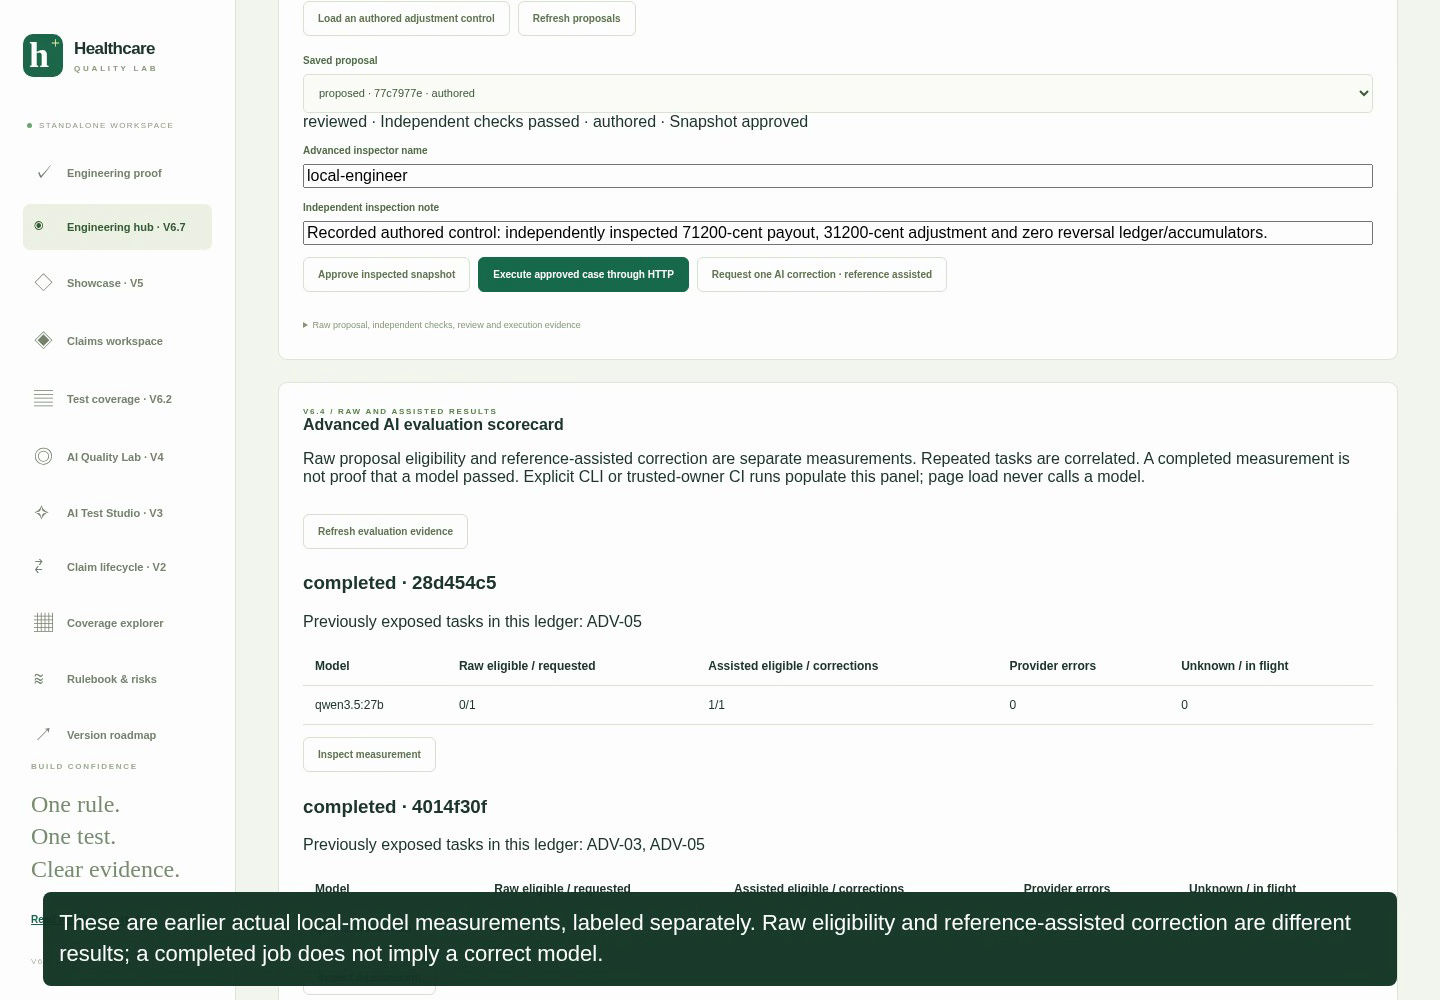 h+
Healthcare
QUALITY LAB
STANDALONE WORKSPACE
Engineering proof
Engineering hub · V6.7
Showcase · V5
Claims workspace
Test coverage · V6.2
AI Quality Lab · V4
AI Test Studio · V3
Claim lifecycle · V2
Coverage explorer
Rulebook & risks
Version roadmap
BUILD CONFIDENCE
One rule.
One test.
Clear evidence.
Load an authored adjustment control
Refresh proposals
Saved proposal
proposed · 77c7977e · authored
reviewed · Independent checks passed · authored · Snapshot approved
Advanced inspector name
local-engineer
Independent inspection note
Recorded authored control: independently inspected 71200-cent payout, 31200-cent adjustment and zero reversal ledger/accumulators.
Approve inspected snapshot
Execute approved case through HTTP
Request one AI correction · reference assisted
Raw proposal, independent checks, review and execution evidence
V6.4 / RAW AND ASSISTED RESULTS
Advanced AI evaluation scorecard
Raw proposal eligibility and reference-assisted correction are separate measurements. Repeated tasks are correlated. A completed measurement is
not proof that a model passed. Explicit CLI or trusted-owner CI runs populate this panel; page load never calls a model.
Refresh evaluation evidence
completed · 28d454c5
Previously exposed tasks in this ledger: ADV-05
Model Raw eligible / requested Assisted eligible / corrections Provider errors Unknown / in flight
qwen3.5:27b 0/1 1/1 0 0
Inspect measurement
completed · 4014f30f
Previously exposed tasks in this ledger: ADV-03, ADV-05
Model Raw eligible / requested Assisted eligible / corrections Provider errors Unknown / in flight
These are earlier actual local-model measurements, labeled separately. Raw eligibility and reference-assisted correction are different
results; a completed job does not imply a correct model.